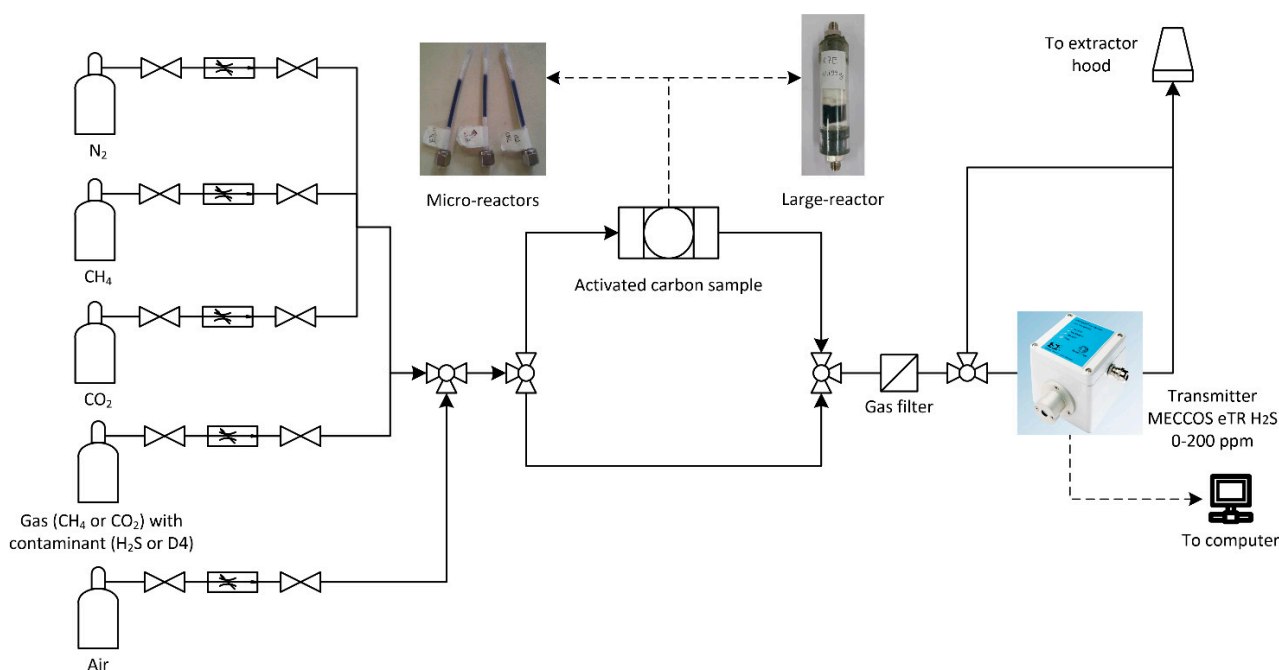 N₂
CH₄
CO₂
Gas (CH₄ or CO₂) with
contaminant (H₂S or D4)
Air
Micro-reactors
Large-reactor
Activated carbon sample
Gas filter
To extractor
hood
Transmitter
MECCOS eTR H₂S
0-200 ppm
To computer